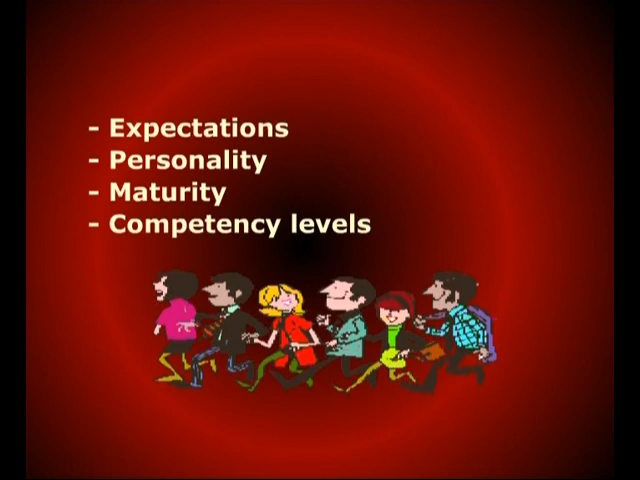 - Expectations
- Personality
- Maturity
- Competency levels